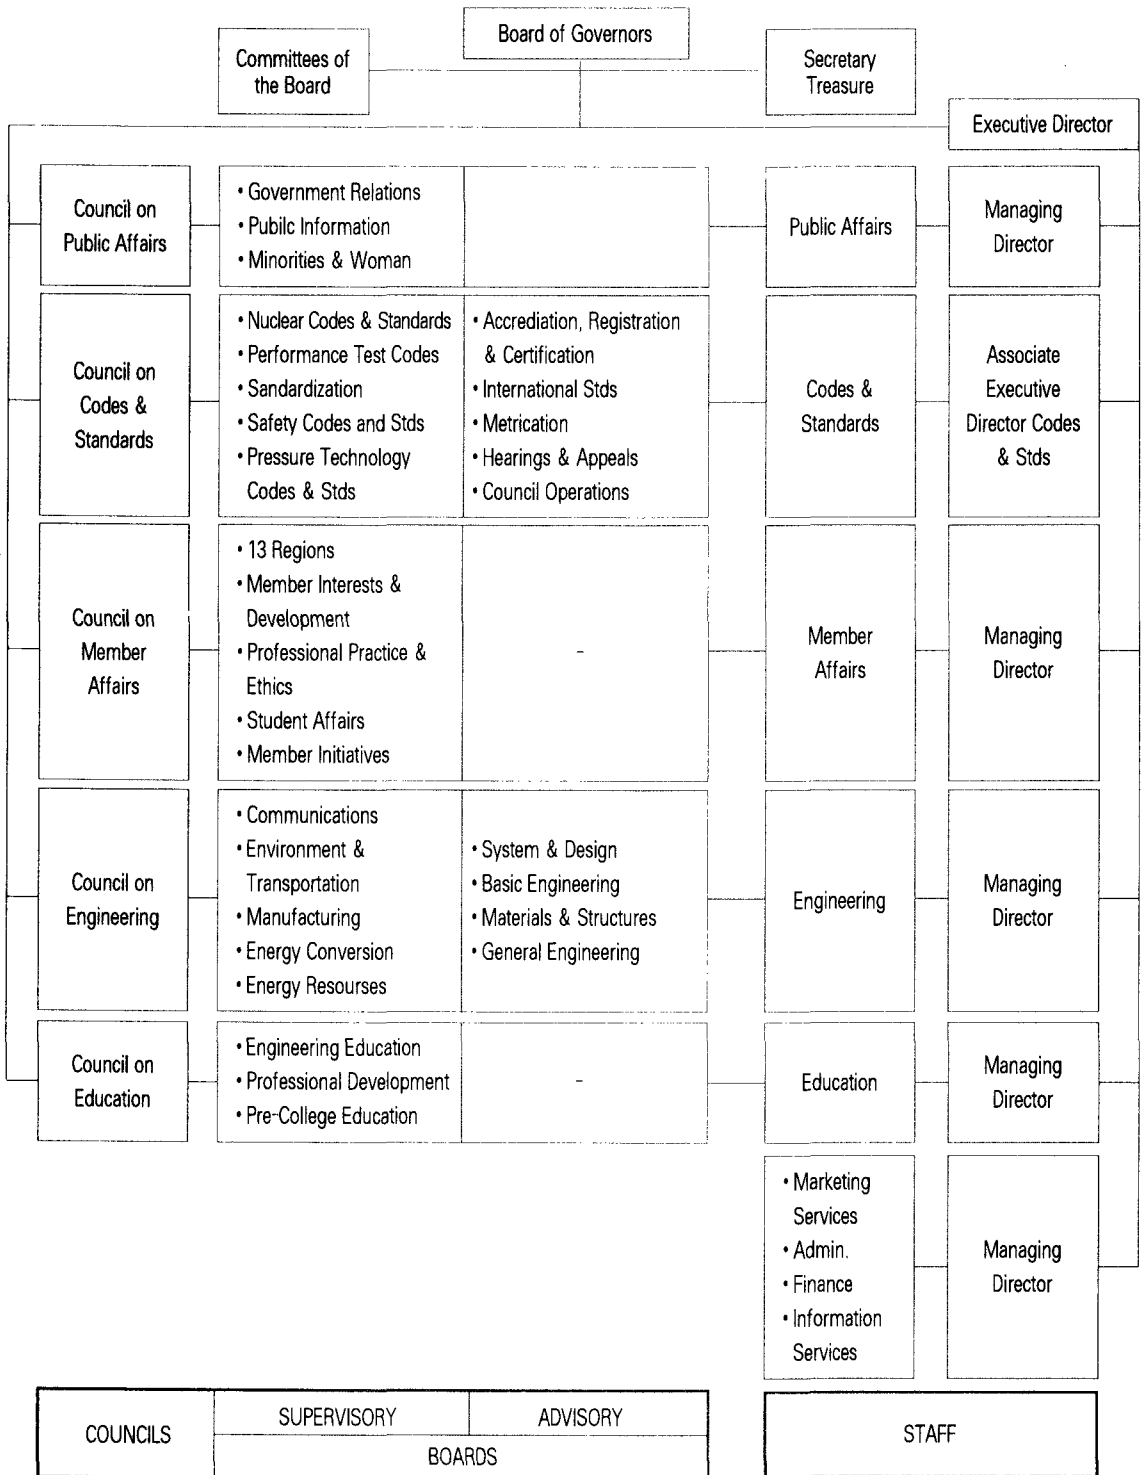 Board of Governors
Committees of
the Board
Secretary
Treasure
Executive Director
Council on
Public Affairs
• Government Relations
• Pubilc Information
• Minorities & Woman
Public Affairs
Managing
Director
Council on
Codes &
Standards
• Nuclear Codes & Standards
• Performance Test Codes
• Sandardization
• Safety Codes and Stds
• Pressure Technology
Codes & Stds
• Accrediation, Registration
& Certification
• International Stds
• Metrication
• Hearings & Appeals
• Council Operations
Codes &
Standards
Associate
Executive
Director Codes
& Stds
Council on
Member
Affairs
• 13 Regions
• Member Interests &
Development
• Professional Practice &
Ethics
• Student Affairs
• Member Initiatives
-
Member
Affairs
Managing
Director
Council on
Engineering
• Communications
• Environment &
Transportation
• Manufacturing
• Energy Conversion
• Energy Resourses
• System & Design
• Basic Engineering
• Materials & Structures
• General Engineering
Engineering
Managing
Director
Council on
Education
• Engineering Education
• Professional Development
• Pre-College Education
-
Education
Managing
Director
• Marketing
Services
• Admin.
• Finance
• Information
Services
Managing
Director
COUNCILS
SUPERVISORY
ADVISORY
BOARDS
STAFF